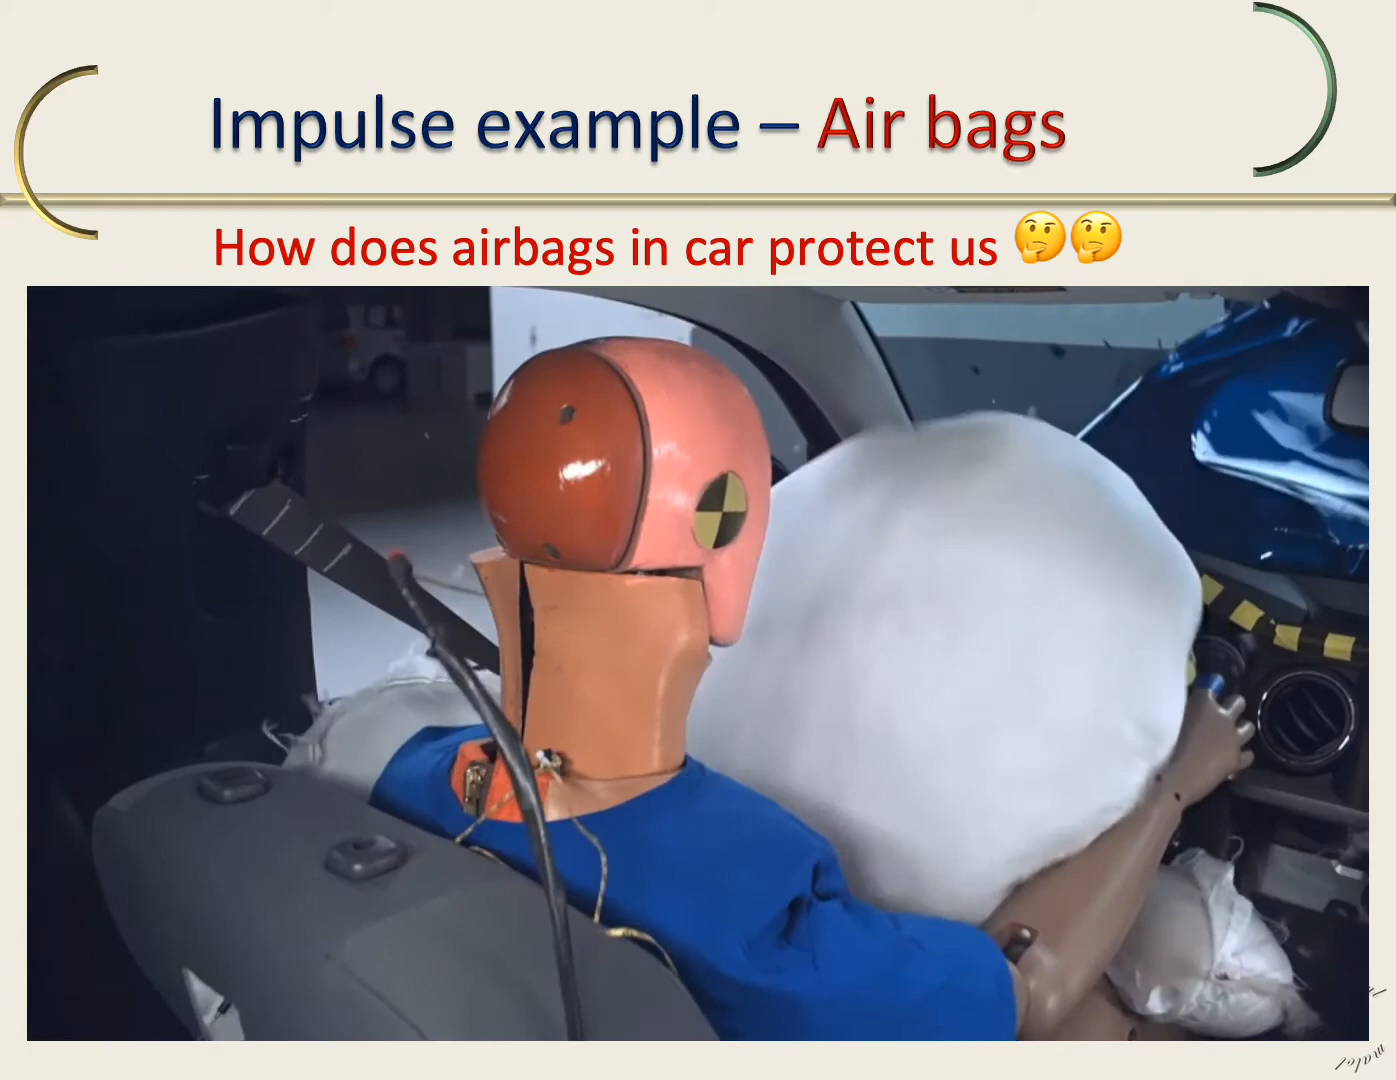 Impulse example – Air bags
How does airbags in car protect us 🤔🤔